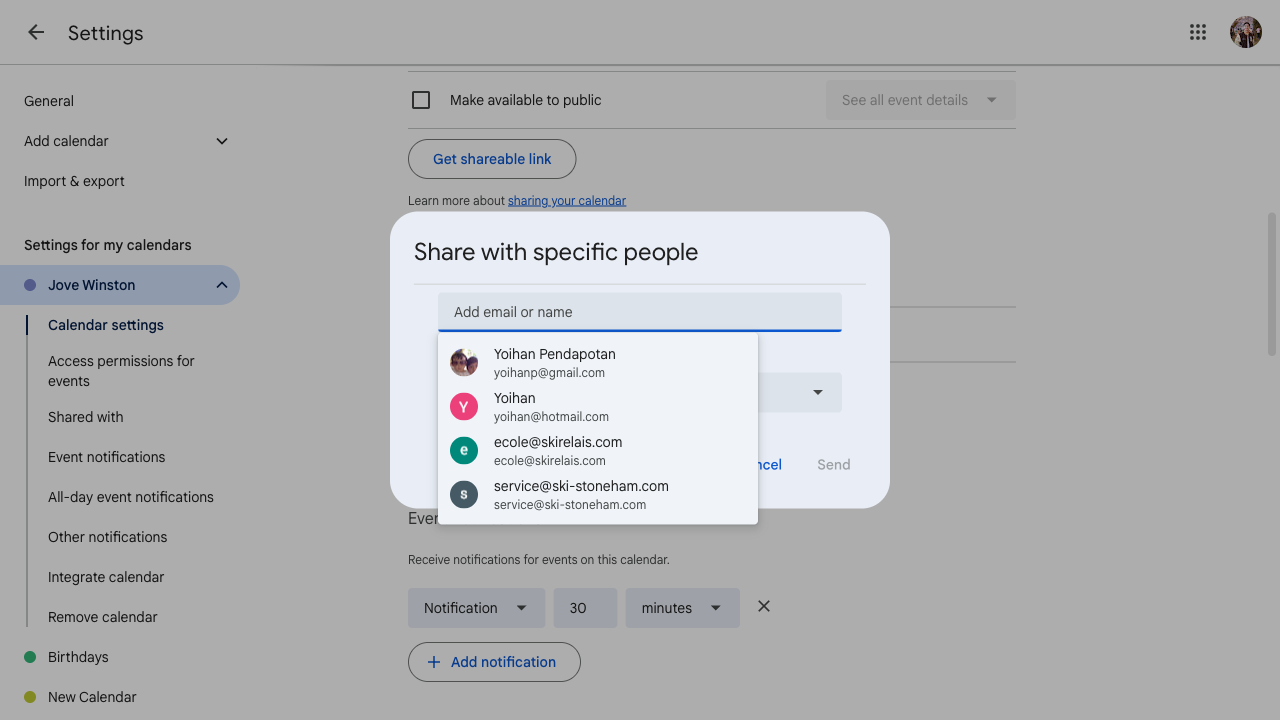 Settings
General
Add calendar
Import & export
Settings for my calendars
Jove Winston
Calendar settings
Access permissions for
events
Shared with
Event notifications
All-day event notifications
Other notifications
Integrate calendar
Remove calendar
Birthdays
New Calendar
Make available to public
See all event details
Get shareable link
Learn more about sharing your calendar
Share with specific people
Add email or name
Yoihan Pendapotan
yoihanp@gmail.com
Y
Yoihan
yoihan@hotmail.com
e
ecole@skirelais.com
ecole@skirelais.com
s
service@ski-stoneham.com
service@ski-stoneham.com
ncel
Send
Even
Receive notifications for events on this calendar.
Notification
30
minutes
Add notification